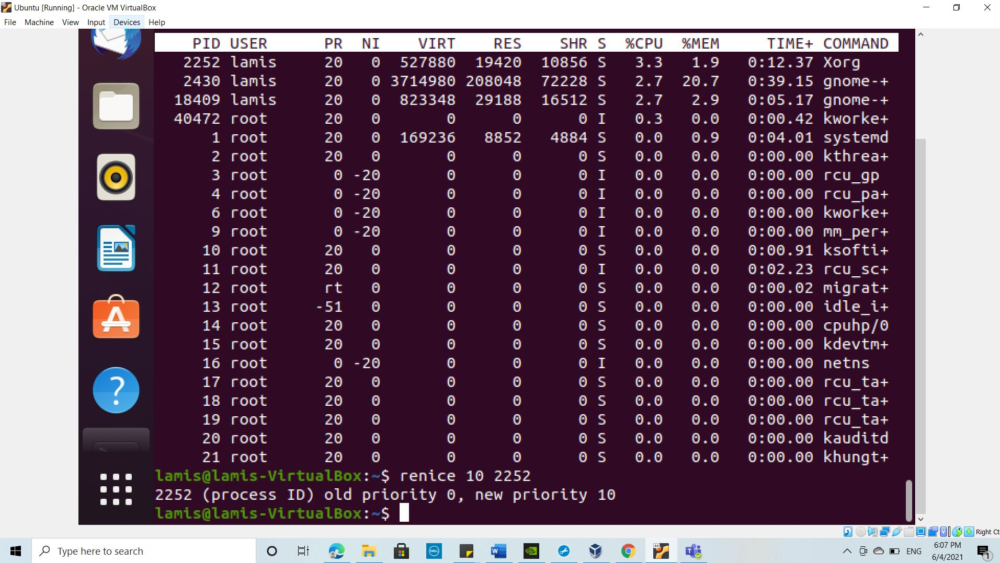 Ubuntu [Running] - Oracle VM VirtualBox
File Machine View Input Devices Help
PID USER PR NI VIRT RES SHR S %CPU %MEM TIME+ COMMAND
2252 lamis 20 0 527880 19420 10856 S 3.3 1.9 0:12.37 Xorg
2430 lamis 20 0 3714980 208048 72228 S 2.7 20.7 0:39.15 gnome-+
18409 lamis 20 0 823348 29188 16512 S 2.7 2.9 0:05.17 gnome-+
40472 root 20 0 0 0 0 I 0.3 0.0 0:00.42 kworke+
1 root 20 0 169236 8852 4884 S 0.0 0.9 0:04.01 systemd
2 root 20 0 0 0 0 S 0.0 0.0 0:00.00 kthrea+
3 root 0 -20 0 0 0 I 0.0 0.0 0:00.00 rcu_gp
4 root 0 -20 0 0 0 I 0.0 0.0 0:00.00 rcu_pa+
6 root 0 -20 0 0 0 I 0.0 0.0 0:00.00 kworke+
9 root 0 -20 0 0 0 I 0.0 0.0 0:00.00 mm_per+
10 root 20 0 0 0 0 S 0.0 0.0 0:00.91 ksofti+
11 root 20 0 0 0 0 I 0.0 0.0 0:02.23 rcu_sc+
12 root rt 0 0 0 0 S 0.0 0.0 0:00.02 migrat+
13 root -51 0 0 0 0 S 0.0 0.0 0:00.00 idle_i+
14 root 20 0 0 0 0 S 0.0 0.0 0:00.00 cpuhp/0
15 root 20 0 0 0 0 S 0.0 0.0 0:00.00 kdevtm+
16 root 0 -20 0 0 0 I 0.0 0.0 0:00.00 netns
17 root 20 0 0 0 0 S 0.0 0.0 0:00.00 rcu_ta+
18 root 20 0 0 0 0 S 0.0 0.0 0:00.00 rcu_ta+
19 root 20 0 0 0 0 S 0.0 0.0 0:00.00 rcu_ta+
20 root 20 0 0 0 0 S 0.0 0.0 0:00.00 kauditd
21 root 20 0 0 0 0 S 0.0 0.0 0:00.00 khungt+
lamis@lamis-VirtualBox:~$ renice 10 2252
2252 (process ID) old priority 0, new priority 10
lamis@lamis-VirtualBox:~$
Right Ct
Type here to search
DELL
64
ENG
6:07 PM
6/4/2021
1